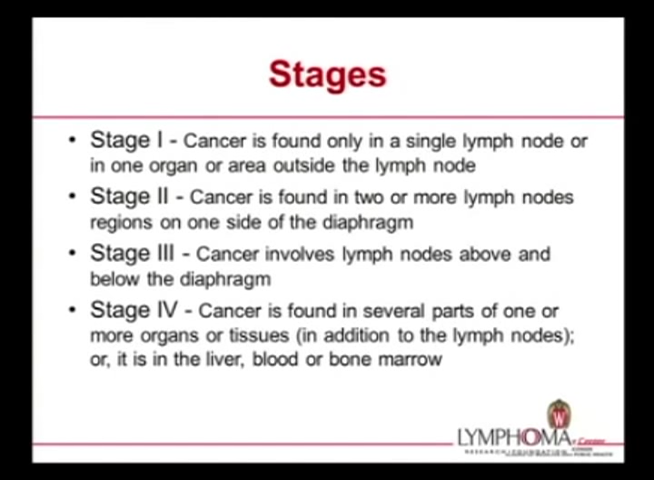 Stages
• Stage I - Cancer is found only in a single lymph node or
in one organ or area outside the lymph node
• Stage II - Cancer is found in two or more lymph nodes
regions on one side of the diaphragm
• Stage III - Cancer involves lymph nodes above and
below the diaphragm
• Stage IV - Cancer is found in several parts of one or
more organs or tissues (in addition to the lymph nodes);
or, it is in the liver, blood or bone marrow
W
LYMPHOMA
RESEARCH FOUNDATION